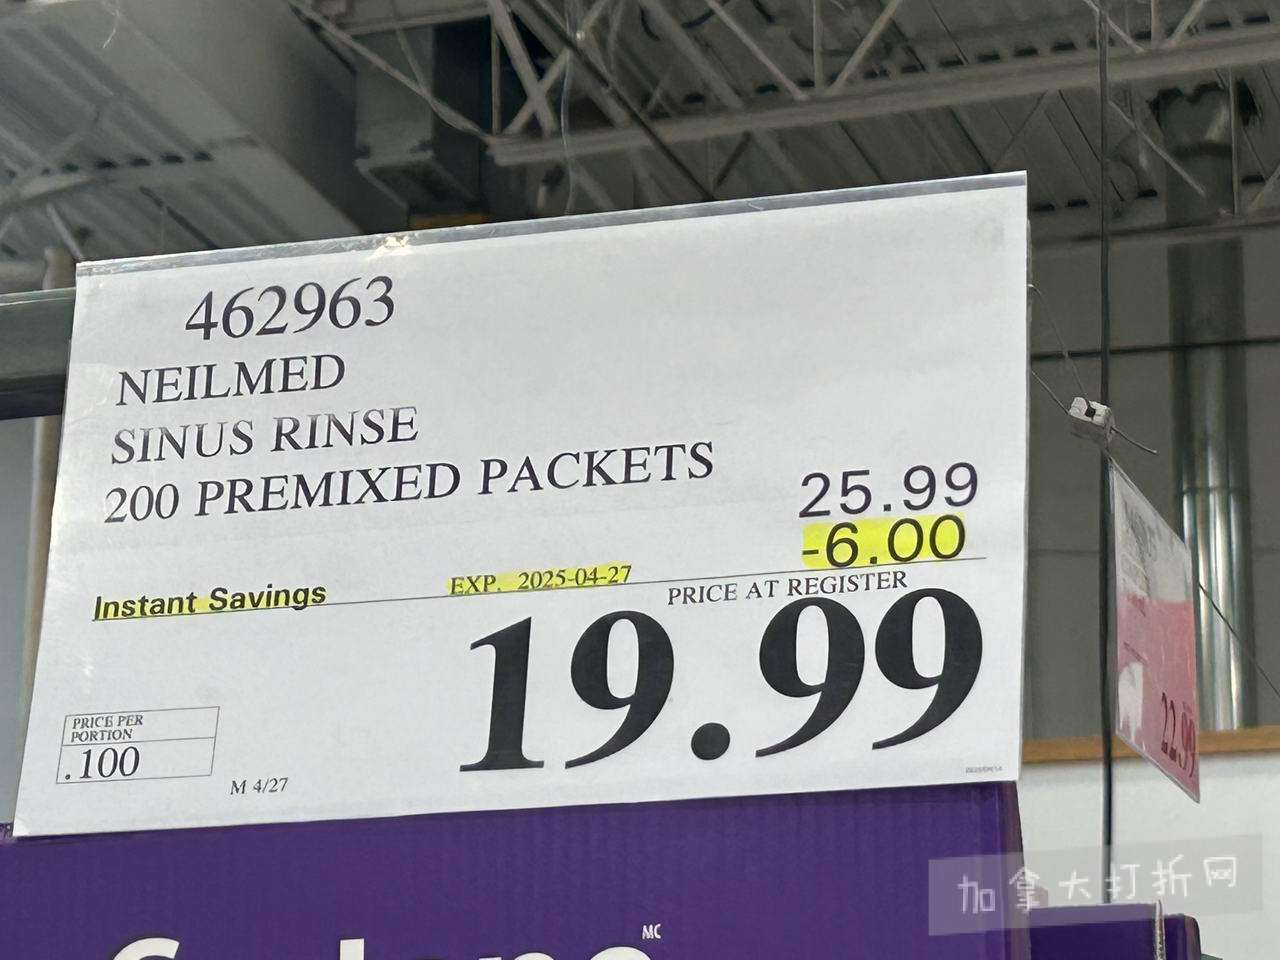 462963
NEILMED
SINUS RINSE
200 PREMIXED PACKETS
25.99
-6.00
Instant Savings
EXP. 2025-04-27
PRICE AT REGISTER
19.99
PRICE PER
PORTION
.100
M 4/27
22.99
加拿大打折网
MC